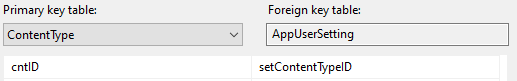 Primary key table: Foreign key table:
ContentType AppUserSetting
cntID setContentTypeID